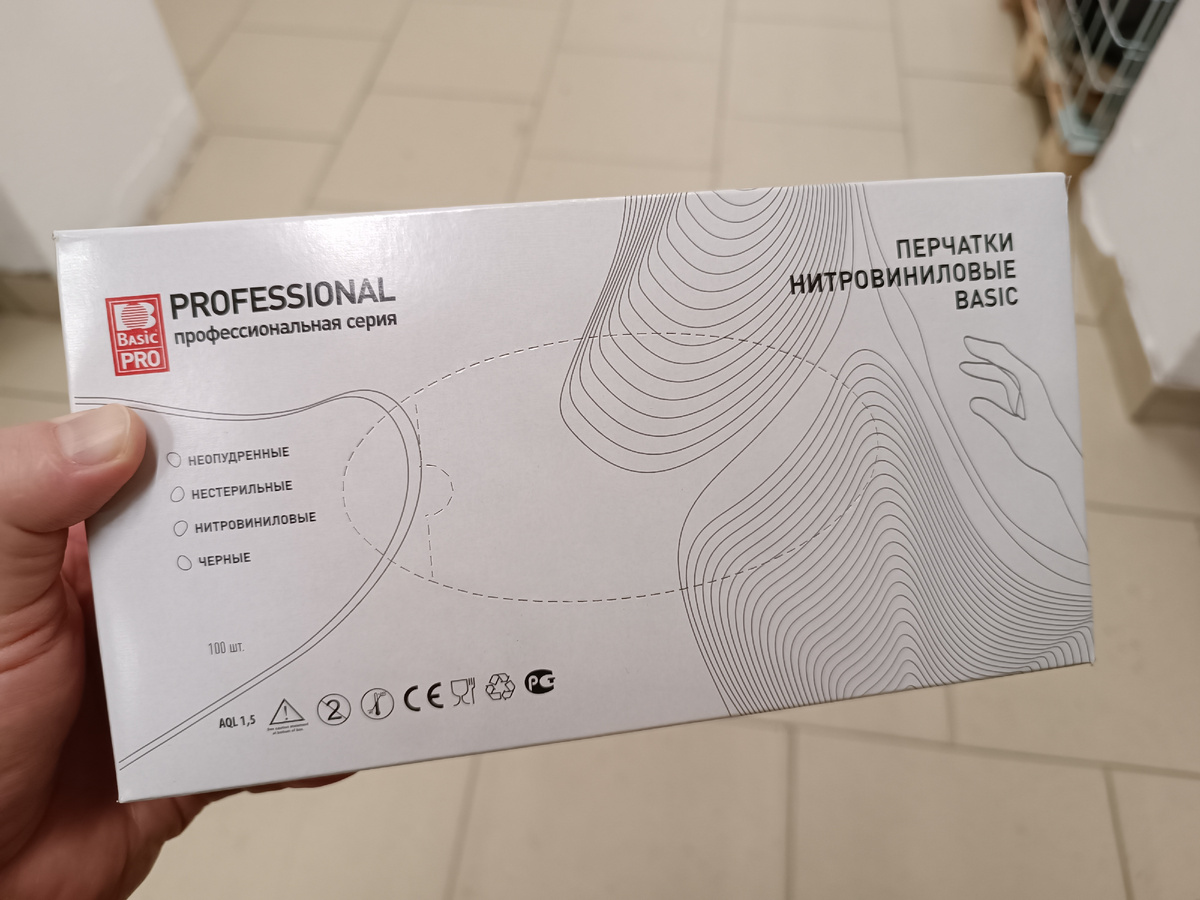 BASIC
PRO
PROFESSIONAL
профессиональная серия
ПЕРЧАТКИ
НИТРОВИНИЛОВЫЕ
BASIC
НЕОПУДРЕННЫЕ
НЕСТЕРИЛЬНЫЕ
НИТРОВИНИЛОВЫЕ
ЧЕРНЫЕ
100 шт.
AQL 1,5
2
CE
РСТ